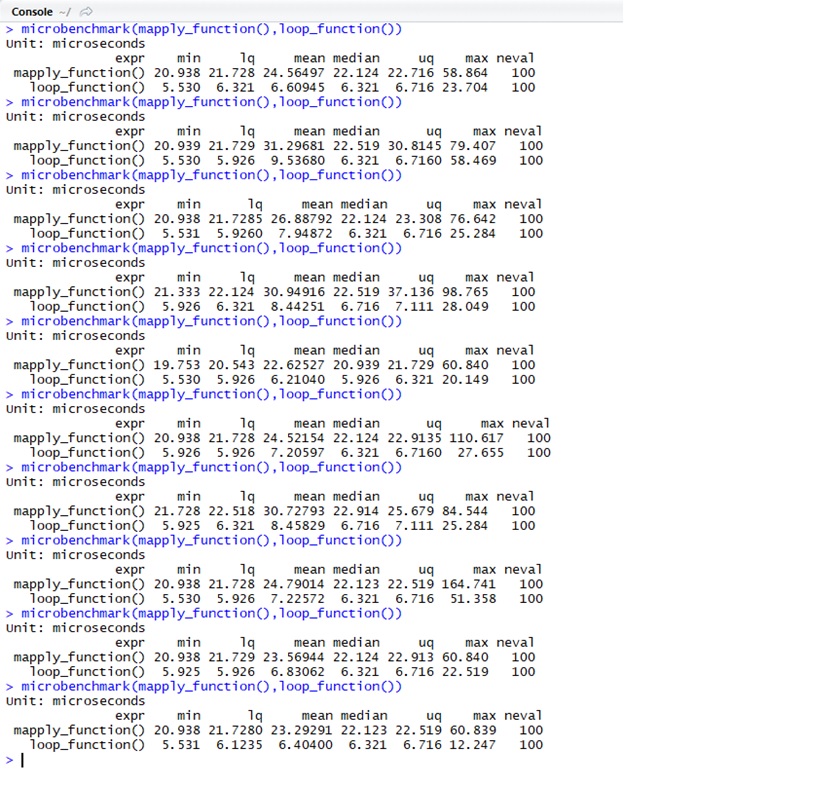 Console ~/
> microbenchmark(mapply_function(),loop_function())
Unit: microseconds
expr min lq mean median uq max neval
mapply_function() 20.938 21.728 24.56497 22.124 22.716 58.864 100
loop_function() 5.530 6.321 6.60945 6.321 6.716 23.704 100
> microbenchmark(mapply_function(),loop_function())
Unit: microseconds
expr min lq mean median uq max neval
mapply_function() 20.939 21.729 31.29681 22.519 30.8145 79.407 100
loop_function() 5.530 5.926 9.53680 6.321 6.7160 58.469 100
> microbenchmark(mapply_function(),loop_function())
Unit: microseconds
expr min lq mean median uq max neval
mapply_function() 20.938 21.7285 26.88792 22.124 23.308 76.642 100
loop_function() 5.531 5.9260 7.94872 6.321 6.716 25.284 100
> microbenchmark(mapply_function(),loop_function())
Unit: microseconds
expr min lq mean median uq max neval
mapply_function() 21.333 22.124 30.94916 22.519 37.136 98.765 100
loop_function() 5.926 6.321 8.44251 6.716 7.111 28.049 100
> microbenchmark(mapply_function(),loop_function())
Unit: microseconds
expr min lq mean median uq max neval
mapply_function() 19.753 20.543 22.62527 20.939 21.729 60.840 100
loop_function() 5.530 5.926 6.21040 5.926 6.321 20.149 100
> microbenchmark(mapply_function(),loop_function())
Unit: microseconds
expr min lq mean median uq max neval
mapply_function() 20.938 21.728 24.52154 22.124 22.9135 110.617 100
loop_function() 5.926 5.926 7.20597 6.321 6.7160 27.655 100
> microbenchmark(mapply_function(),loop_function())
Unit: microseconds
expr min lq mean median uq max neval
mapply_function() 21.728 22.518 30.72793 22.914 25.679 84.544 100
loop_function() 5.925 6.321 8.45829 6.716 7.111 25.284 100
> microbenchmark(mapply_function(),loop_function())
Unit: microseconds
expr min lq mean median uq max neval
mapply_function() 20.938 21.728 24.79014 22.123 22.519 164.741 100
loop_function() 5.530 5.926 7.22572 6.321 6.716 51.358 100
> microbenchmark(mapply_function(),loop_function())
Unit: microseconds
expr min lq mean median uq max neval
mapply_function() 20.938 21.729 23.56944 22.124 22.913 60.840 100
loop_function() 5.925 5.926 6.83062 6.321 6.716 22.519 100
> microbenchmark(mapply_function(),loop_function())
Unit: microseconds
expr min lq mean median uq max neval
mapply_function() 20.938 21.7280 23.29291 22.123 22.519 60.839 100
loop_function() 5.531 6.1235 6.40400 6.321 6.716 12.247 100
>